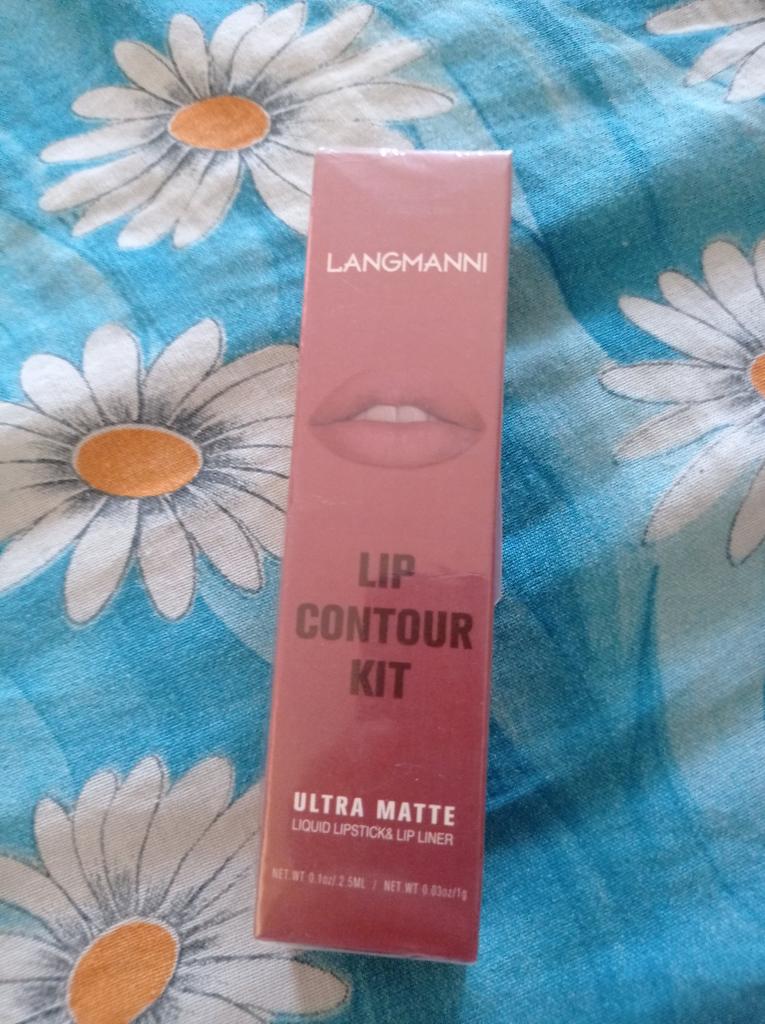 LANGMANNI
LIP
CONTOUR
KIT
ULTRA MATTE
LIQUID LIPSTICK& LIP LINER
NET.WT 0.1oz/.2.5ML / NET.WT 0.03oz/1g